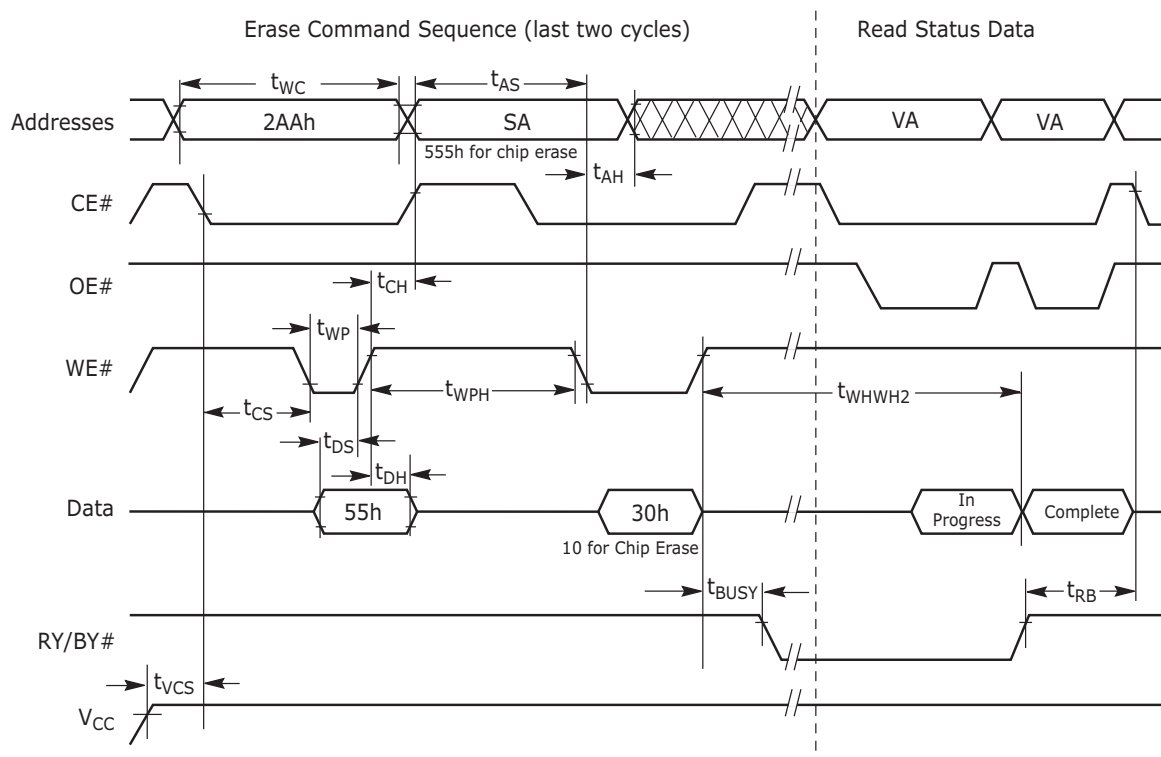 Erase Command Sequence (last two cycles)
Read Status Data
tWC
tAS
Addresses
2AAh
SA
VA
VA
555h for chip erase
tAH
CE#
OE#
tCH
tWP
WE#
tWPH
tWHWH2
tCS
tDS
tDH
Data
55h
30h
In
Progress
Complete
10 for Chip Erase
tBUSY
tRB
RY/BY#
tVCS
VCC